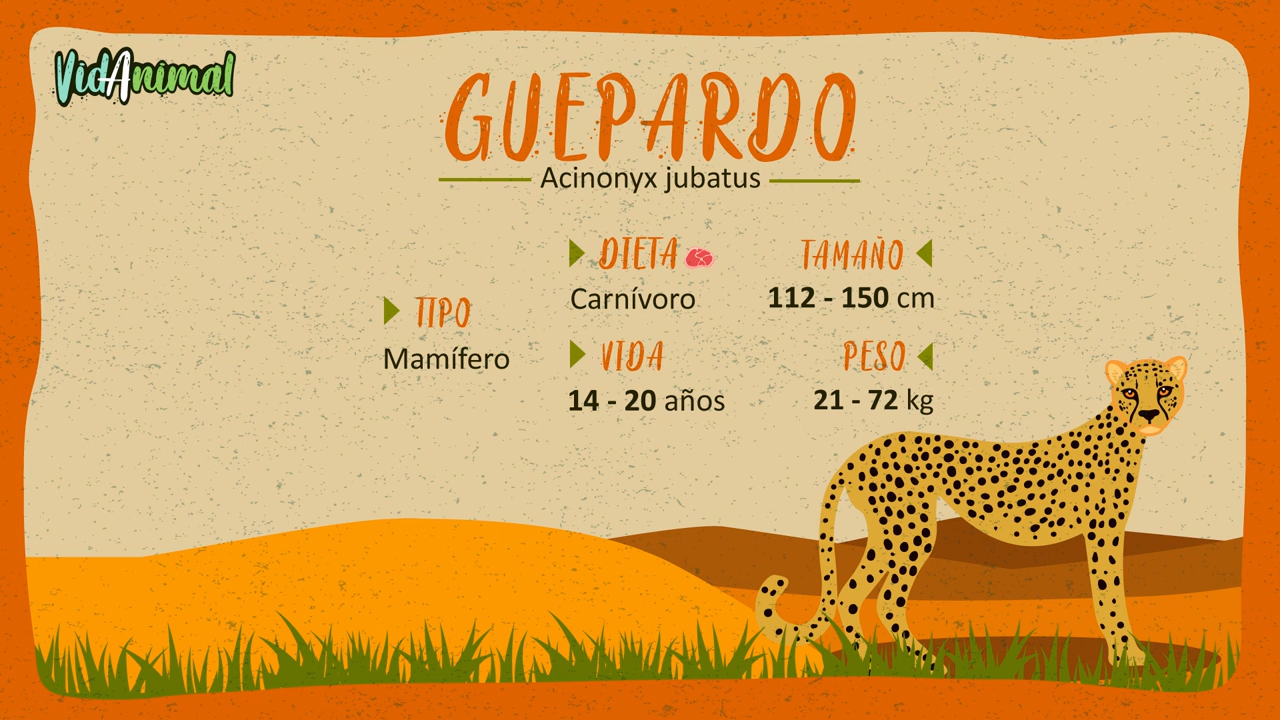 VidAnimal
GUEPARDO
Acinonyx jubatus
TIPO
Mamífero
DIETA
Carnívoro
VIDA
14 - 20 años
TAMAÑO
112 - 150 cm
PESO
21 - 72 kg